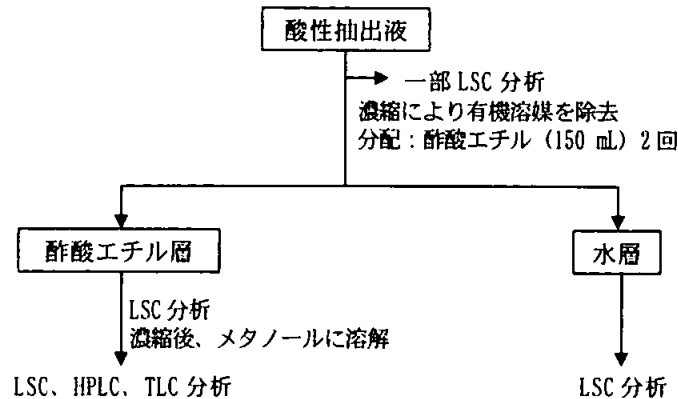 酸性抽出液
一部 LSC 分析
濃縮により有機溶媒を除去
分配：酢酸エチル（150 mL）2回
酢酸エチル層
水層
LSC 分析
濃縮後、メタノールに溶解
LSC、HPLC、TLC 分析
LSC 分析